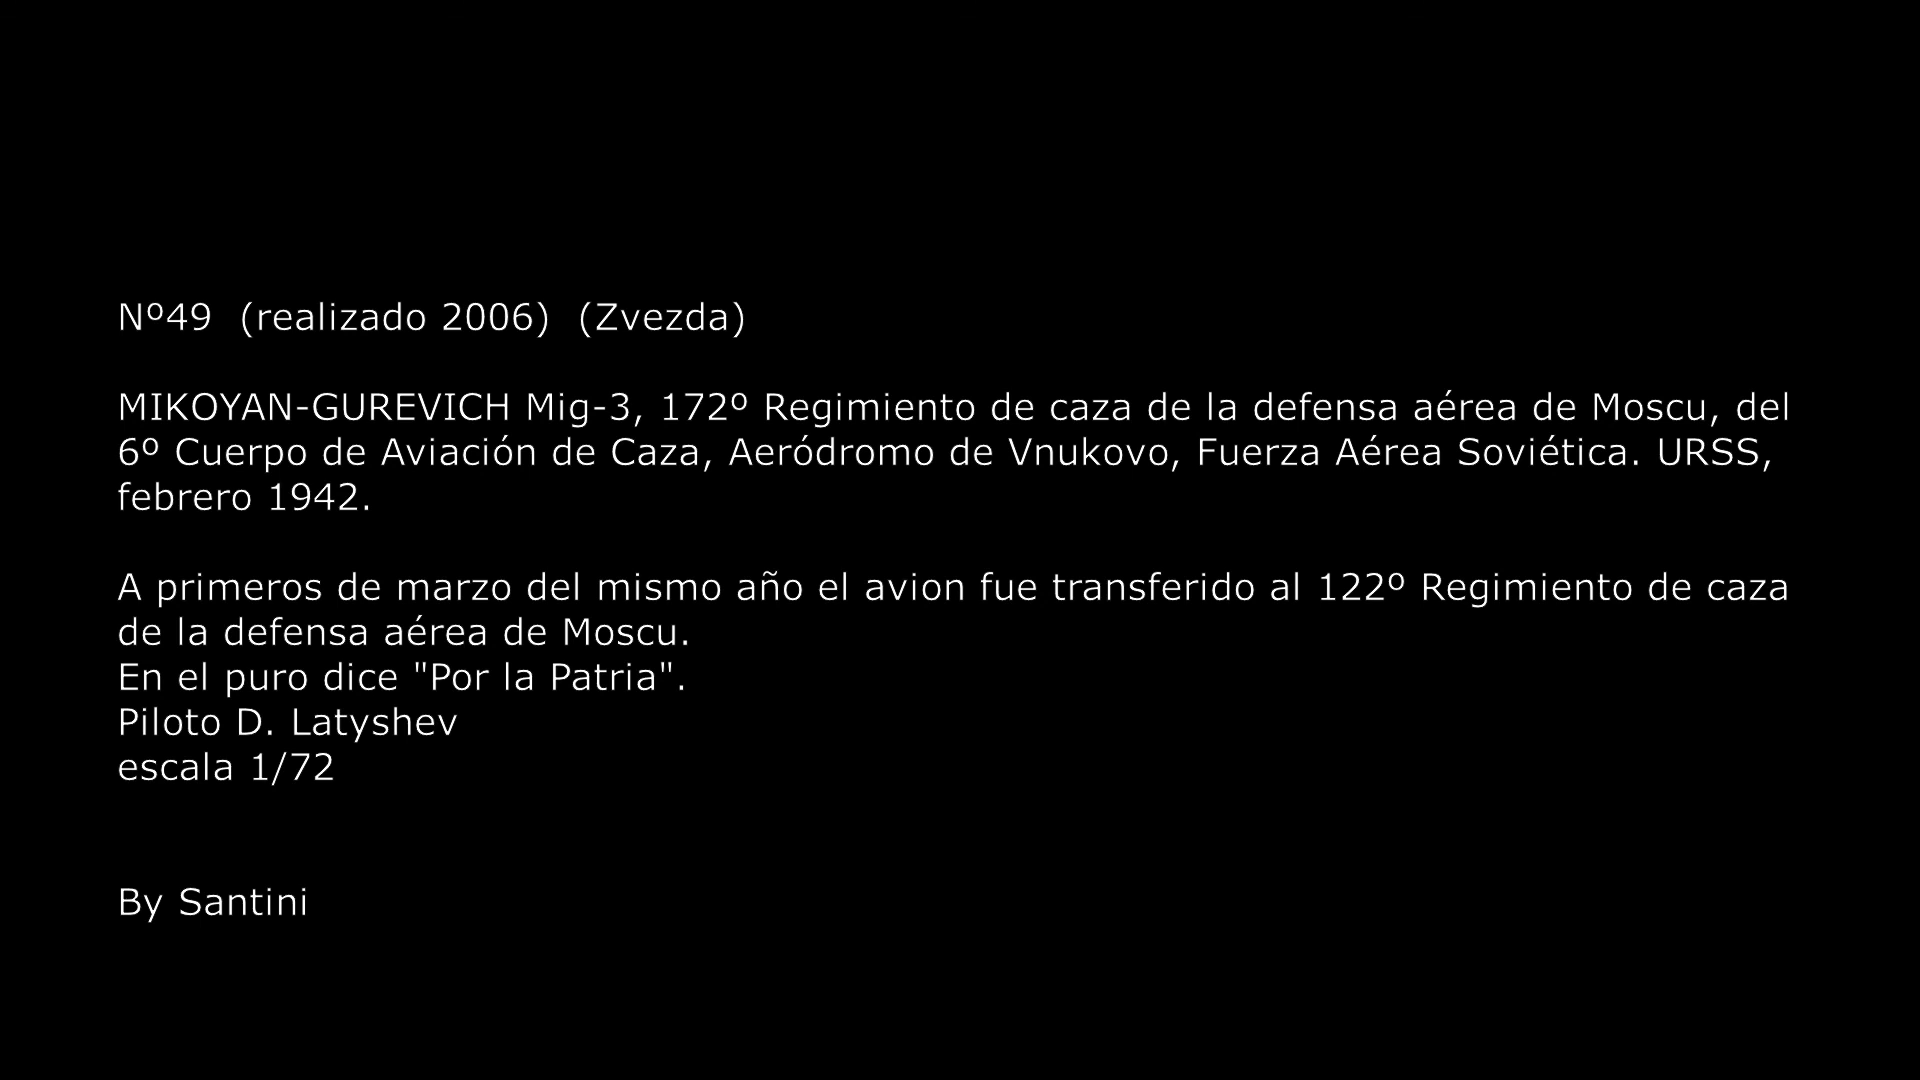 Nº49  (realizado 2006)  (Zvezda)
MIKOYAN-GUREVICH Mig-3, 172º Regimiento de caza de la defensa aérea de Moscu, del
6º Cuerpo de Aviación de Caza, Aeródromo de Vnukovo, Fuerza Aérea Soviética. URSS,
febrero 1942.
A primeros de marzo del mismo año el avion fue transferido al 122º Regimiento de caza
de la defensa aérea de Moscu.
En el puro dice "Por la Patria".
Piloto D. Latyshev
escala 1/72
By Santini